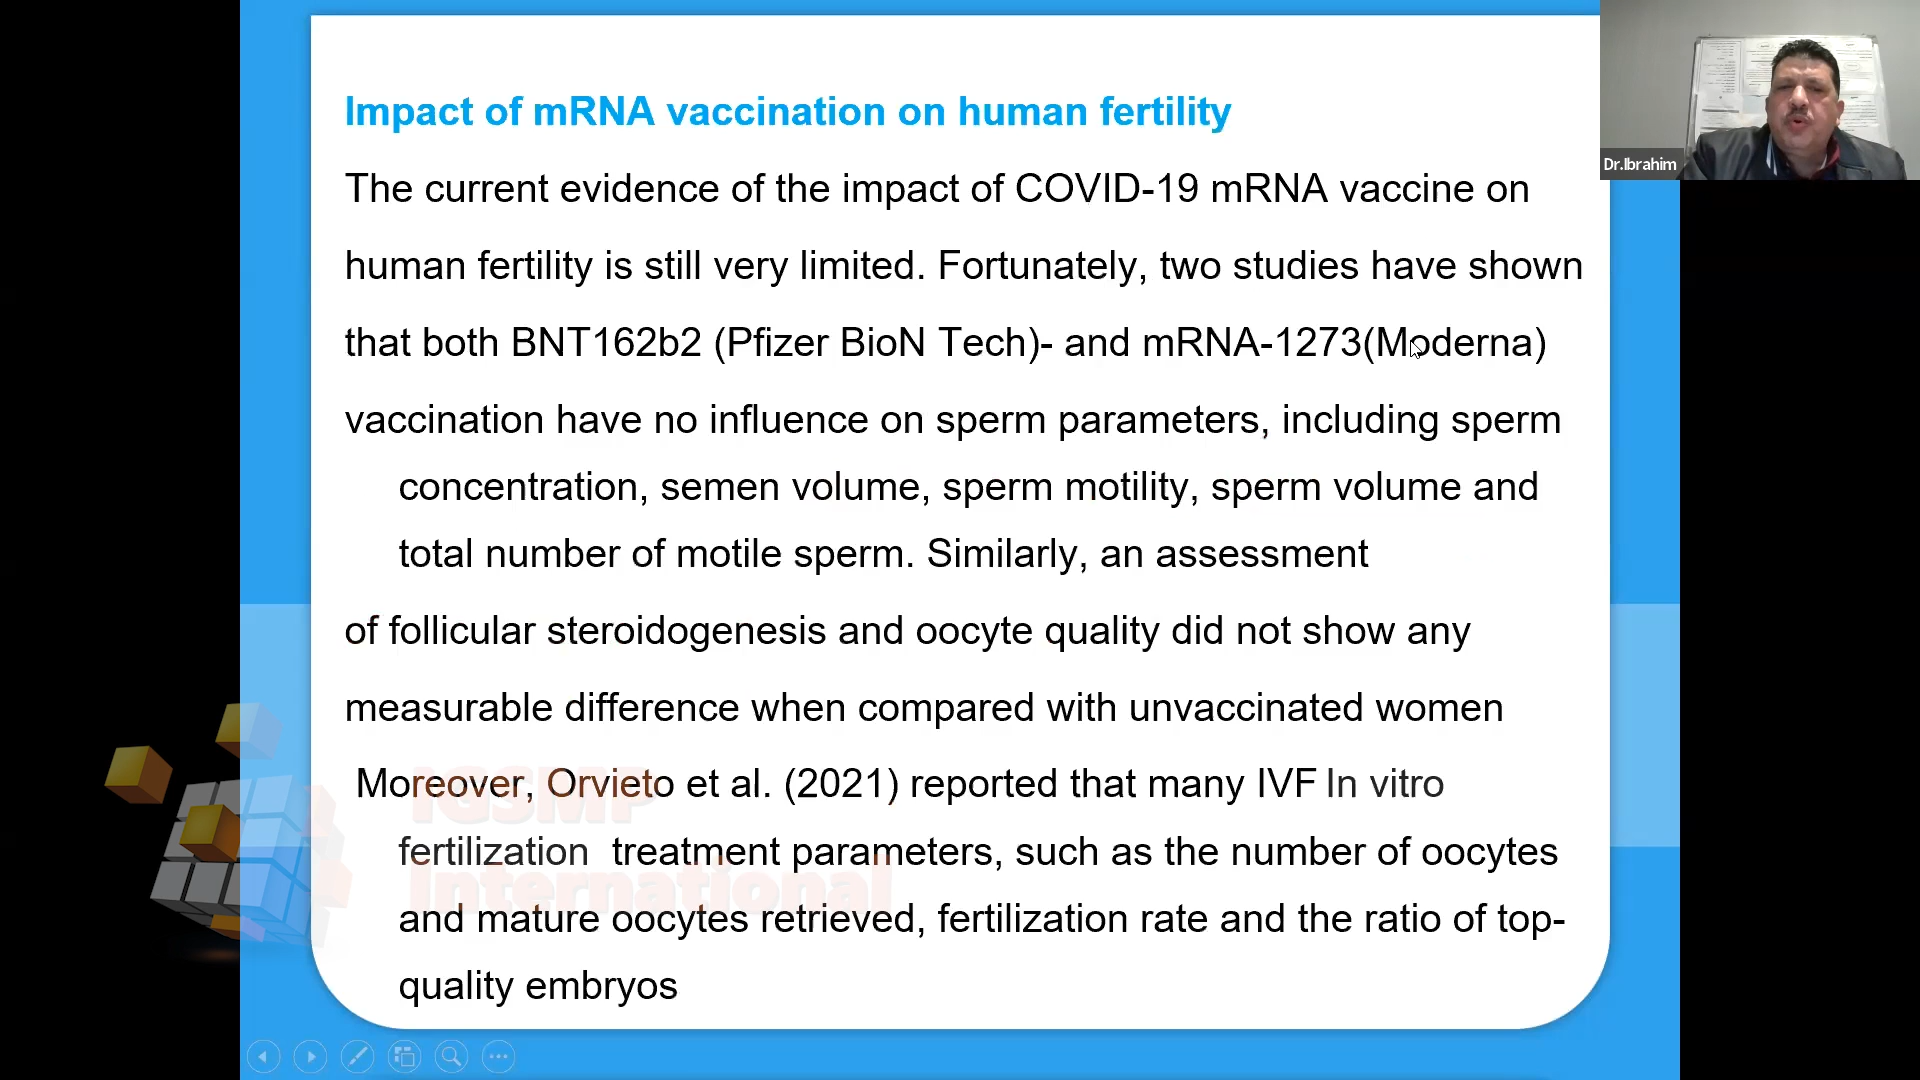 Impact of mRNA vaccination on human fertility
The current evidence of the impact of COVID-19 mRNA vaccine on
human fertility is still very limited. Fortunately, two studies have shown
that both BNT162b2 (Pfizer BioN Tech)- and mRNA-1273(Moderna)
vaccination have no influence on sperm parameters, including sperm
concentration, semen volume, sperm motility, sperm volume and
total number of motile sperm. Similarly, an assessment
of follicular steroidogenesis and oocyte quality did not show any
measurable difference when compared with unvaccinated women
Moreover, Orvieto et al. (2021) reported that many IVF In vitro
fertilization treatment parameters, such as the number of oocytes
and mature oocytes retrieved, fertilization rate and the ratio of top-
quality embryos
Dr.Ibrahim
IGSMP
International